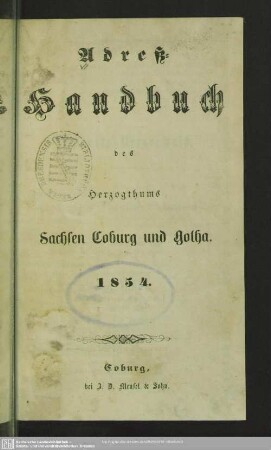 Adreß-
Handbuch
des
Herzogthums
Sachsen Coburg und Gotha.
1854.
Coburg,
bei J. D. Meusel & Sohn.